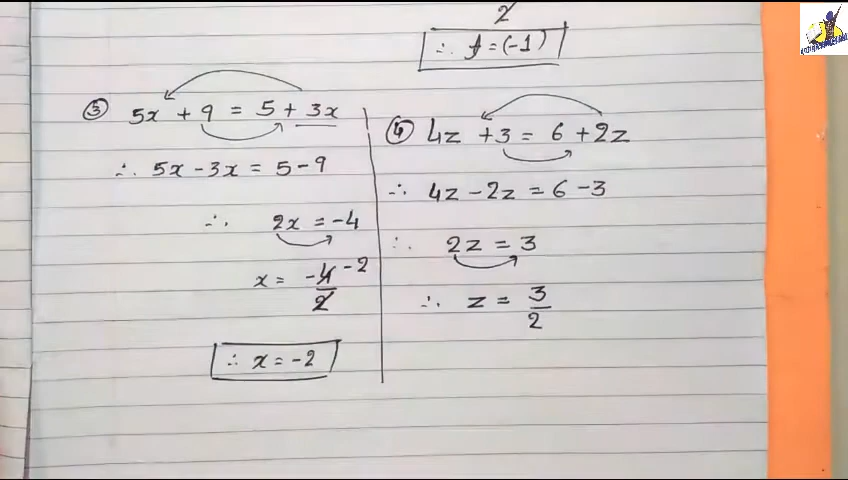 2
∴ t = (-1)
③ 5x + 9 = 5 + 3x
∴ 5x - 3x = 5 - 9
∴ 2x = -4
x = -4/2 -2
∴ x = -2
④ 4z + 3 = 6 + 2z
∴ 4z - 2z = 6 - 3
∴ 2z = 3
∴ z = 3/2